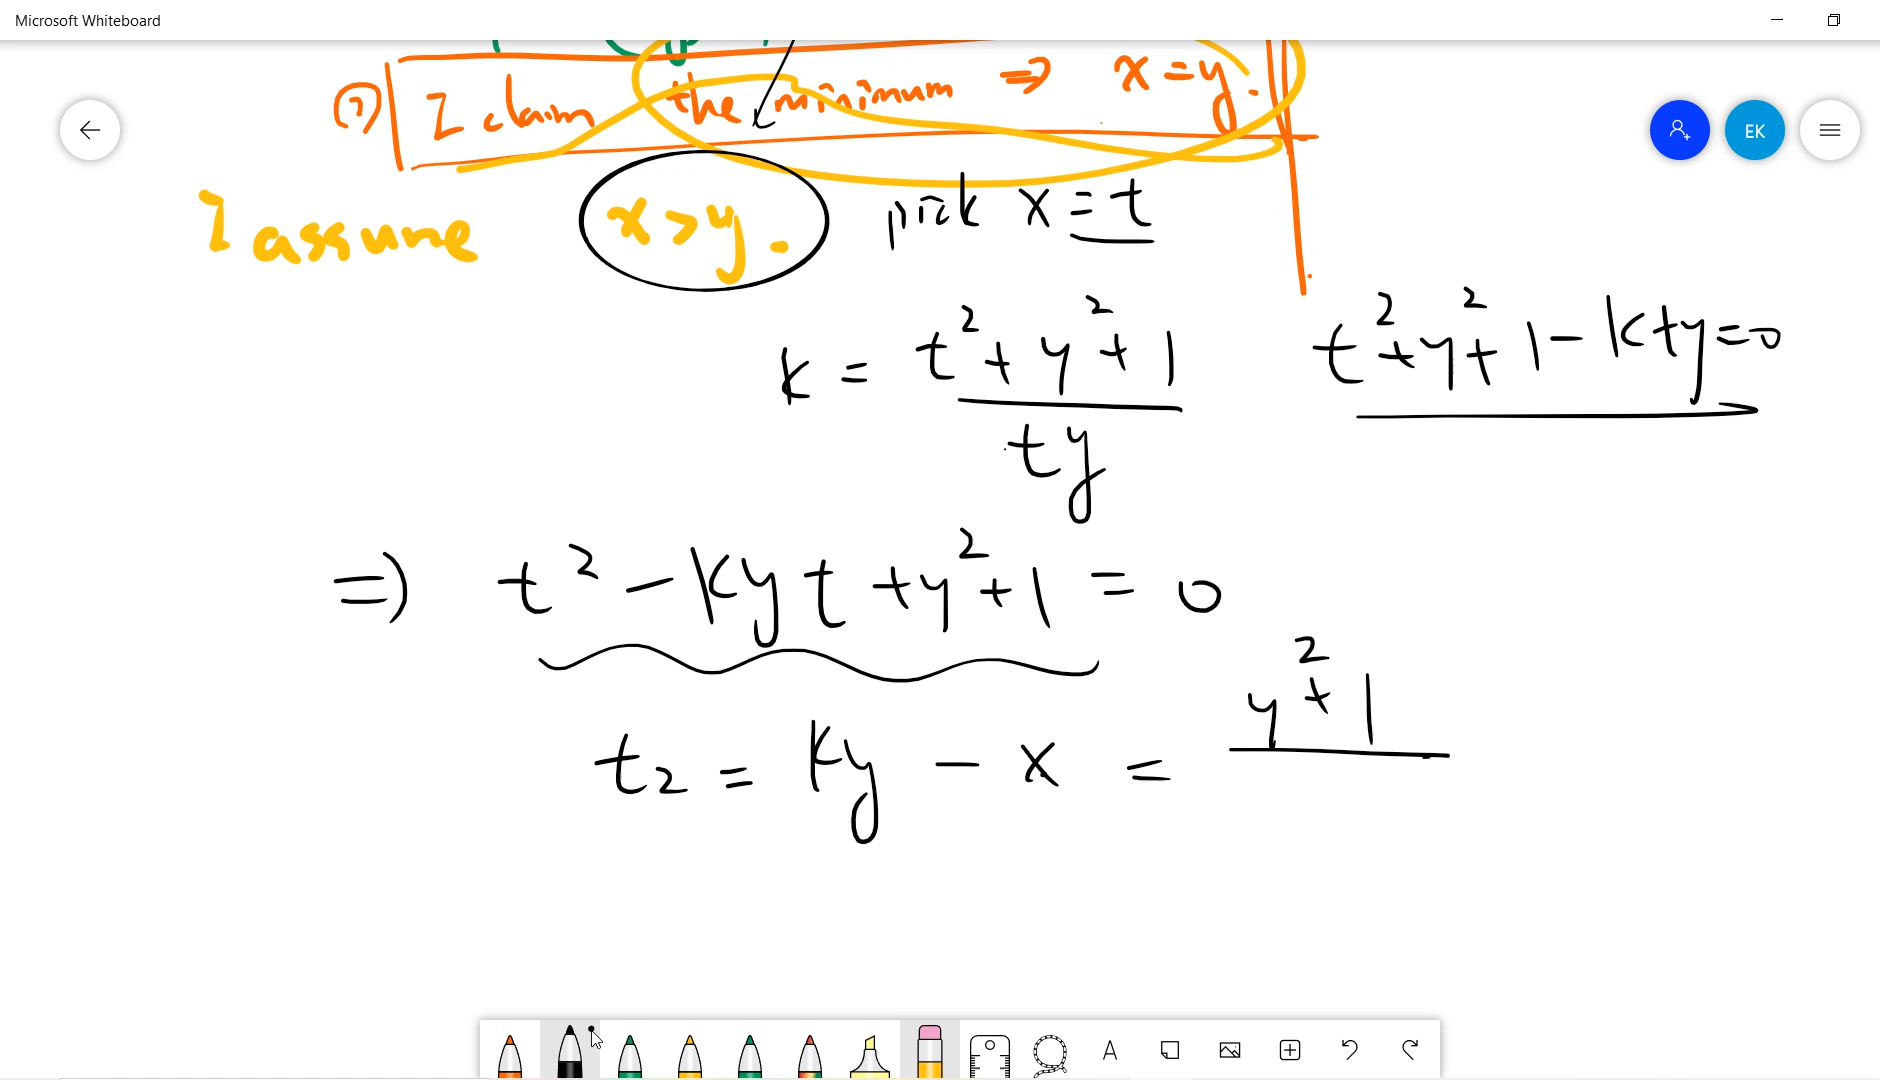 Microsoft Whiteboard
(1) I claim the minimum ⇒ x = y.
EK
I assume x > y. pick x = t
k = (t² + y² + 1) / (ty)
t² + y² + 1 - kty = 0
⇒ t² - kyt + y² + 1 = 0
t₂ = ky - x = (y² + 1) /
A